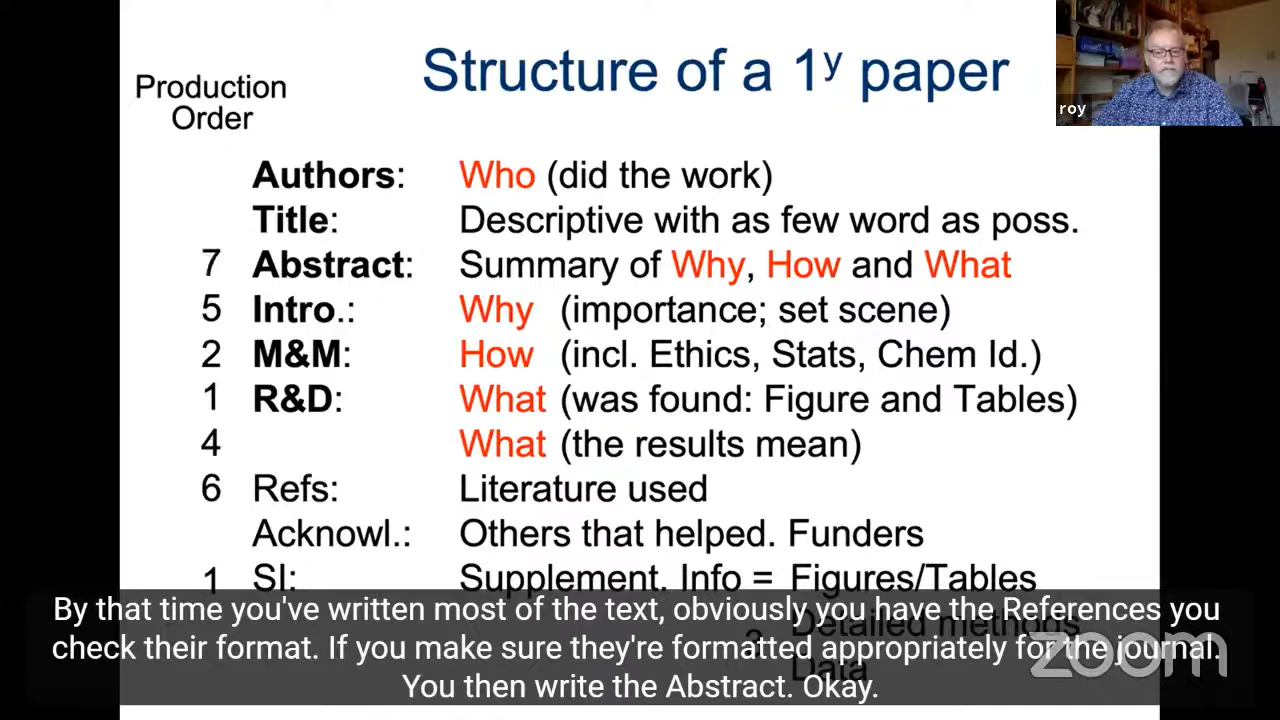 Structure of a 1y paper
roy
Production
Order
Authors: Who (did the work)
Title: Descriptive with as few word as poss.
7 Abstract: Summary of Why, How and What
5 Intro.: Why (importance; set scene)
2 M&M: How (incl. Ethics, Stats, Chem Id.)
1 R&D: What (was found: Figure and Tables)
4 What (the results mean)
6 Refs: Literature used
Acknowl.: Others that helped. Funders
1 SI: Supplement. Info = Figures/Tables
3 Detailed methods
Data
By that time you've written most of the text, obviously you have the References you
check their format. If you make sure they're formatted appropriately for the journal.
You then write the Abstract. Okay.
zoom